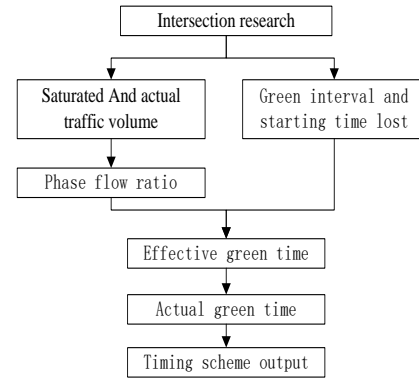 Intersection research
Saturated And actual
traffic volume
Green interval and
starting time lost
Phase flow ratio
Effective green time
Actual green time
Timing scheme output